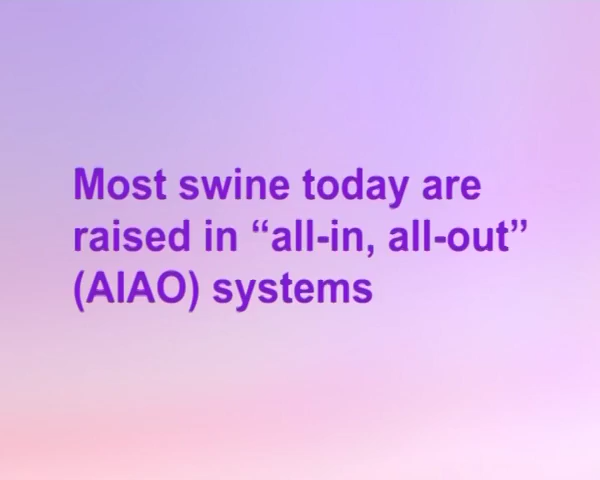 Most swine today are
raised in “all-in, all-out”
(AIAO) systems